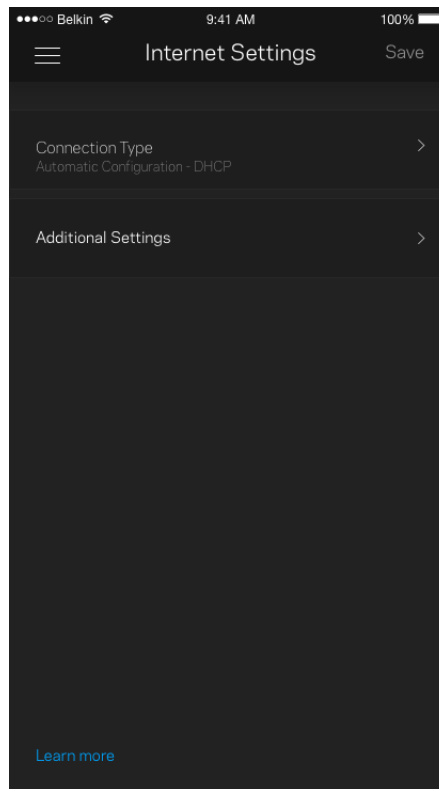 Belkin 9:41 AM 100%
Internet Settings Save
Connection Type
Automatic Configuration - DHCP
Additional Settings
Learn more